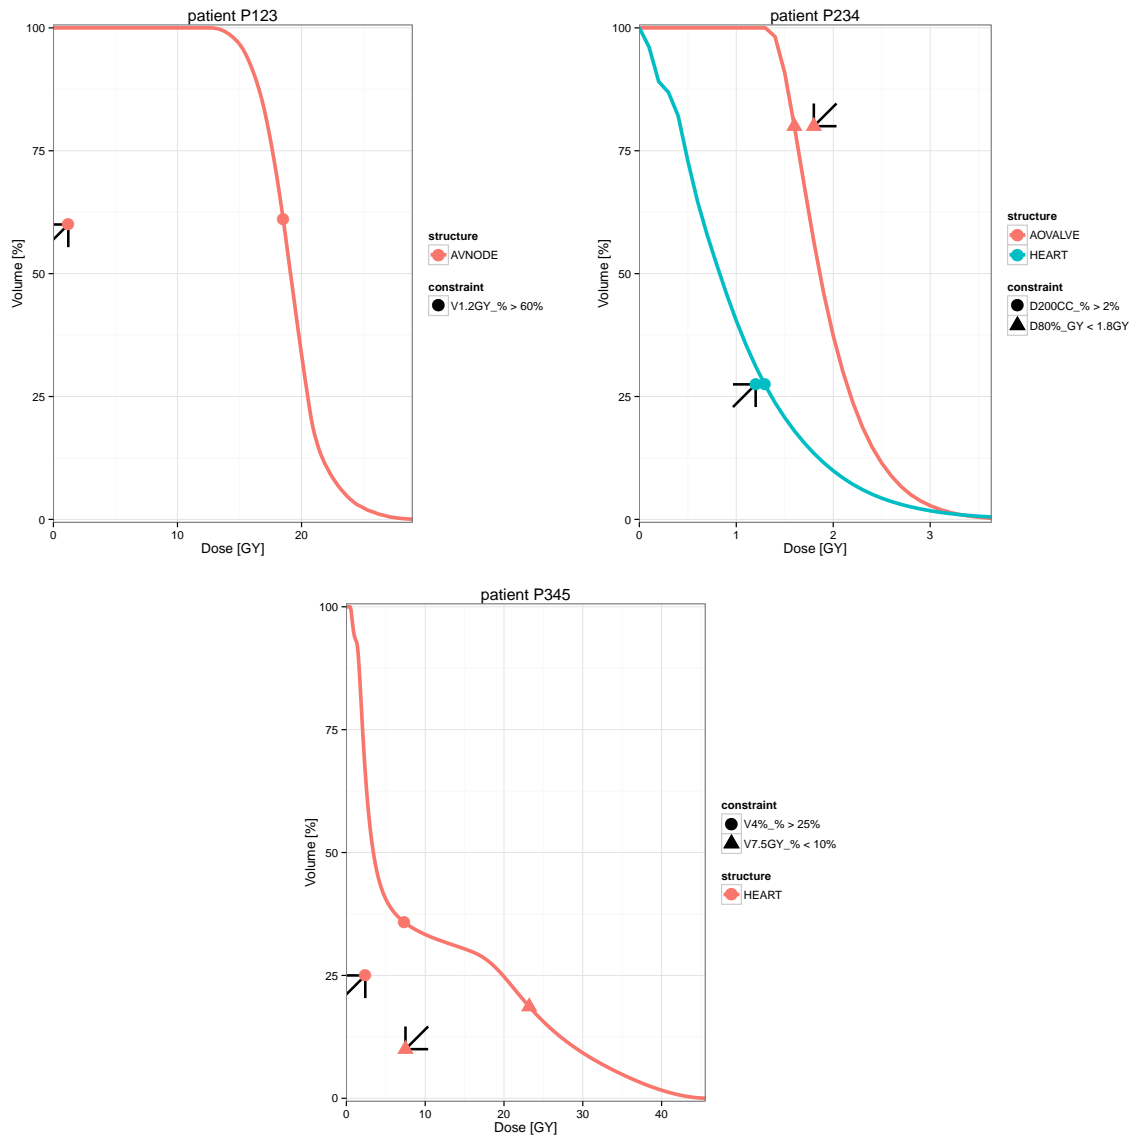 patient P123
100
75
50
25
0
0
10
20
Volume [%]
Dose [GY]
structure
AVNODE
constraint
V1.2GY_% > 60%
patient P234
100
75
50
25
0
0
1
2
3
Volume [%]
Dose [GY]
structure
AOVALVE
HEART
constraint
D200CC_% > 2%
D80%_GY < 1.8GY
patient P345
100
75
50
25
0
0
10
20
30
40
Volume [%]
Dose [GY]
constraint
V4%_% > 25%
V7.5GY_% < 10%
structure
HEART